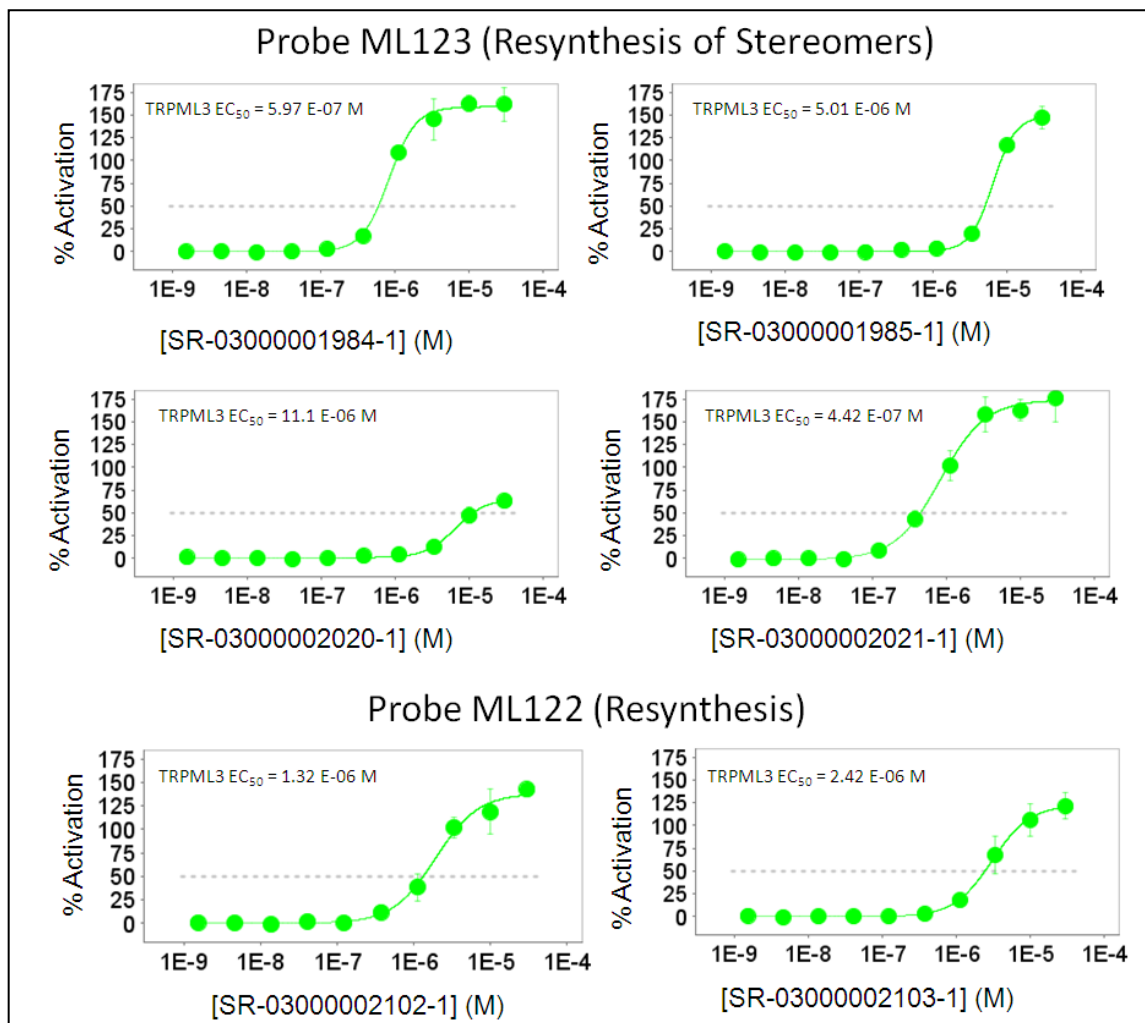 Probe ML123 (Resynthesis of Stereomers)
% Activation
175
150
125
100
75
50
25
0
TRPML3 EC50 = 5.97 E-07 M
1E-9 1E-8 1E-7 1E-6 1E-5 1E-4
[SR-03000001984-1] (M)
% Activation
175
150
125
100
75
50
25
0
TRPML3 EC50 = 5.01 E-06 M
1E-9 1E-8 1E-7 1E-6 1E-5 1E-4
[SR-03000001985-1] (M)
% Activation
175
150
125
100
75
50
25
0
TRPML3 EC50 = 11.1 E-06 M
1E-9 1E-8 1E-7 1E-6 1E-5 1E-4
[SR-03000002020-1] (M)
% Activation
175
150
125
100
75
50
25
0
TRPML3 EC50 = 4.42 E-07 M
1E-9 1E-8 1E-7 1E-6 1E-5 1E-4
[SR-03000002021-1] (M)
Probe ML122 (Resynthesis)
% Activation
175
150
125
100
75
50
25
0
TRPML3 EC50 = 1.32 E-06 M
1E-9 1E-8 1E-7 1E-6 1E-5 1E-4
[SR-03000002102-1] (M)
% Activation
175
150
125
100
75
50
25
0
TRPML3 EC50 = 2.42 E-06 M
1E-9 1E-8 1E-7 1E-6 1E-5 1E-4
[SR-03000002103-1] (M)